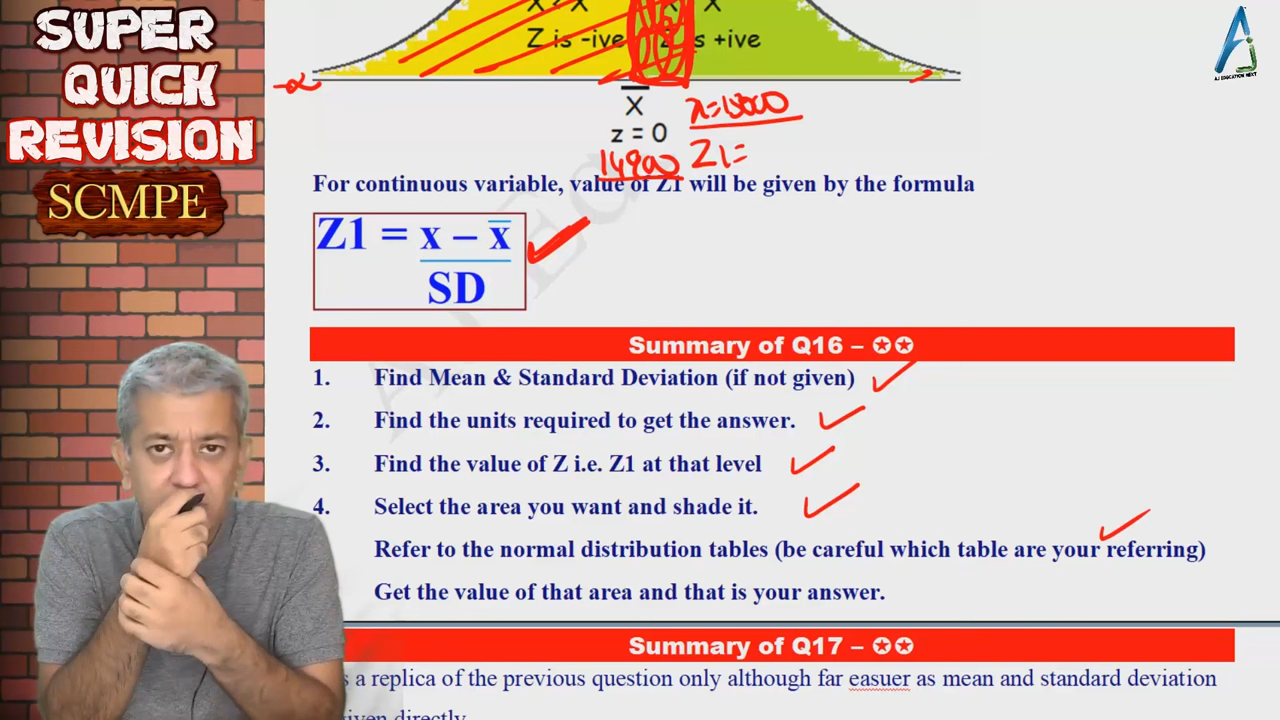 SUPER
QUICK
REVISION
SCMPE
AJ EDUCATION NEXT
Z is -ive
+ive
X
z = 0
14900
Z1=
For continuous variable, value of Z1 will be given by the formula
Z1 = x – x̅
SD
Summary of Q16 – ✪✪
1. Find Mean & Standard Deviation (if not given)
2. Find the units required to get the answer.
3. Find the value of Z i.e. Z1 at that level
4. Select the area you want and shade it.
Refer to the normal distribution tables (be careful which table are your referring)
Get the value of that area and that is your answer.
Summary of Q17 – ✪✪
a replica of the previous question only although far easuer as mean and standard deviation
directly